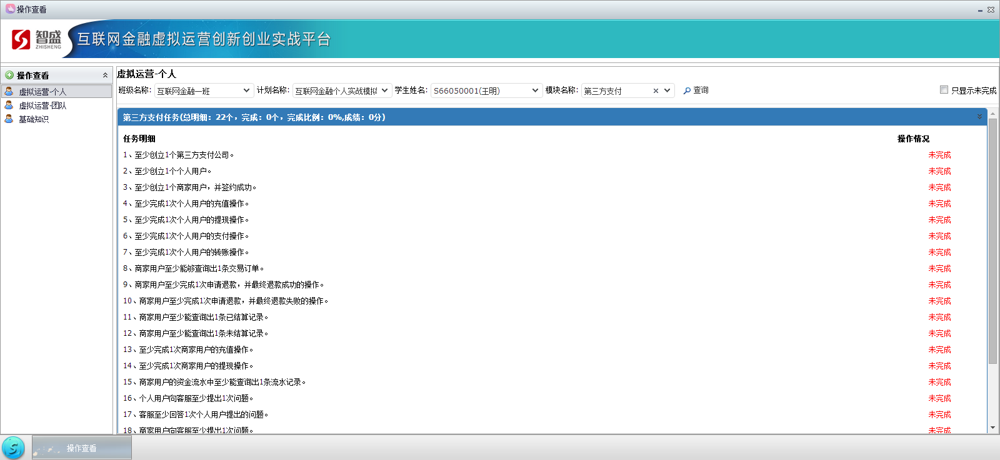 操作查看
智盛
ZHISHENG
互联网金融虚拟运营创新创业实战平台
操作查看
虚拟运营-个人
虚拟运营-团队
基础知识
虚拟运营-个人
班级名称: 互联网金融一班 计划名称: 互联网金融个人实战模拟 学生姓名: S66050001(王明) 模块名称: 第三方支付 查询 只显示未完成
第三方支付任务(总明细：22个，完成：0个，完成比例：0%,成绩：0分)
任务明细 操作情况
1、至少创立1个第三方支付公司。 未完成
2、至少创立1个个人用户。 未完成
3、至少创立1个商家用户，并签约成功。 未完成
4、至少完成1次个人用户的充值操作。 未完成
5、至少完成1次个人用户的提现操作。 未完成
6、至少完成1次个人用户的支付操作。 未完成
7、至少完成1次个人用户的转账操作。 未完成
8、商家用户至少能够查询出1条交易订单。 未完成
9、商家用户至少完成1次申请退款，并最终退款成功的操作。 未完成
10、商家用户至少完成1次申请退款，并最终退款失败的操作。 未完成
11、商家用户至少能查询出1条已结算记录。 未完成
12、商家用户至少能查询出1条未结算记录。 未完成
13、至少完成1次商家用户的充值操作。 未完成
14、至少完成1次商家用户的提现操作。 未完成
15、商家用户的资金流水中至少能查询出1条流水记录。 未完成
16、个人用户向客服至少提出1次问题。 未完成
17、客服至少回答1次个人用户提出的问题。 未完成
18、商家用户向客服至少提出1次问题。 未完成
操作查看